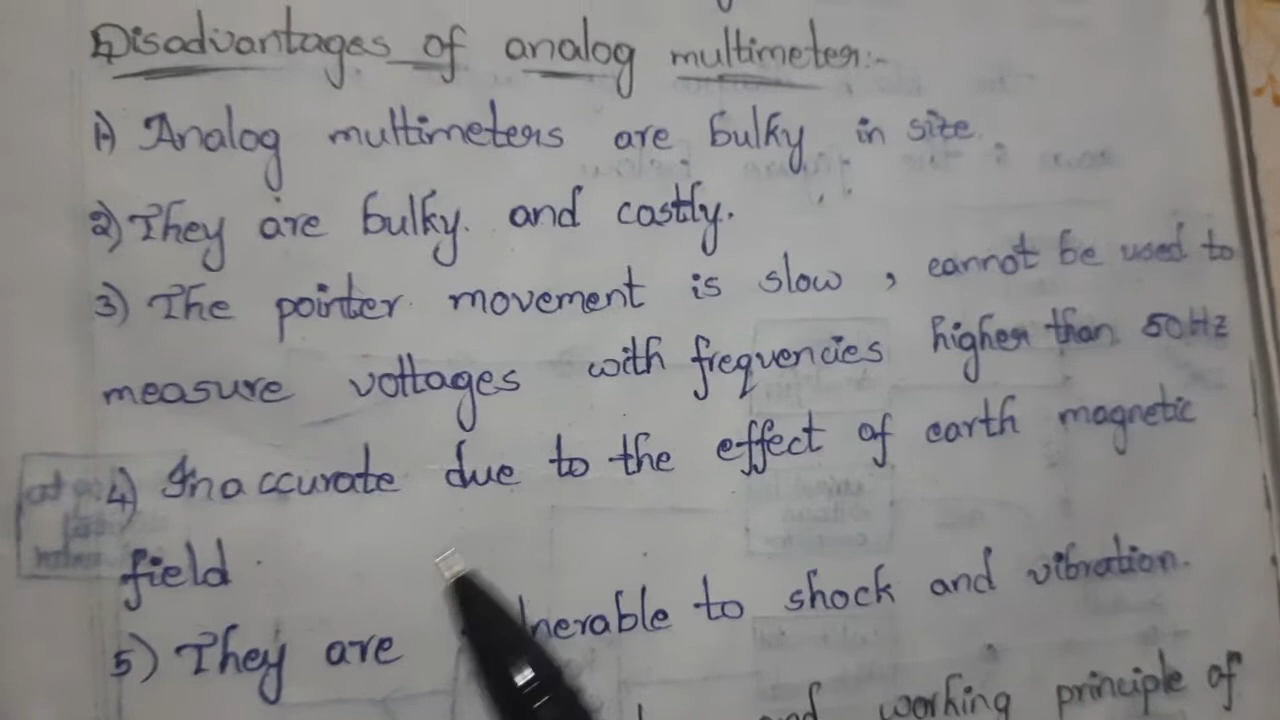 Disadvantages of analog multimeter:-
1) Analog multimeters are bulky in size
2) They are bulky. and costly.
3) The pointer movement is slow, cannot be used to
measure voltages with frequencies higher than 50Hz
4) Inaccurate due to the effect of earth magnetic
field.
5) They are to shock and vibration.
and working principle of